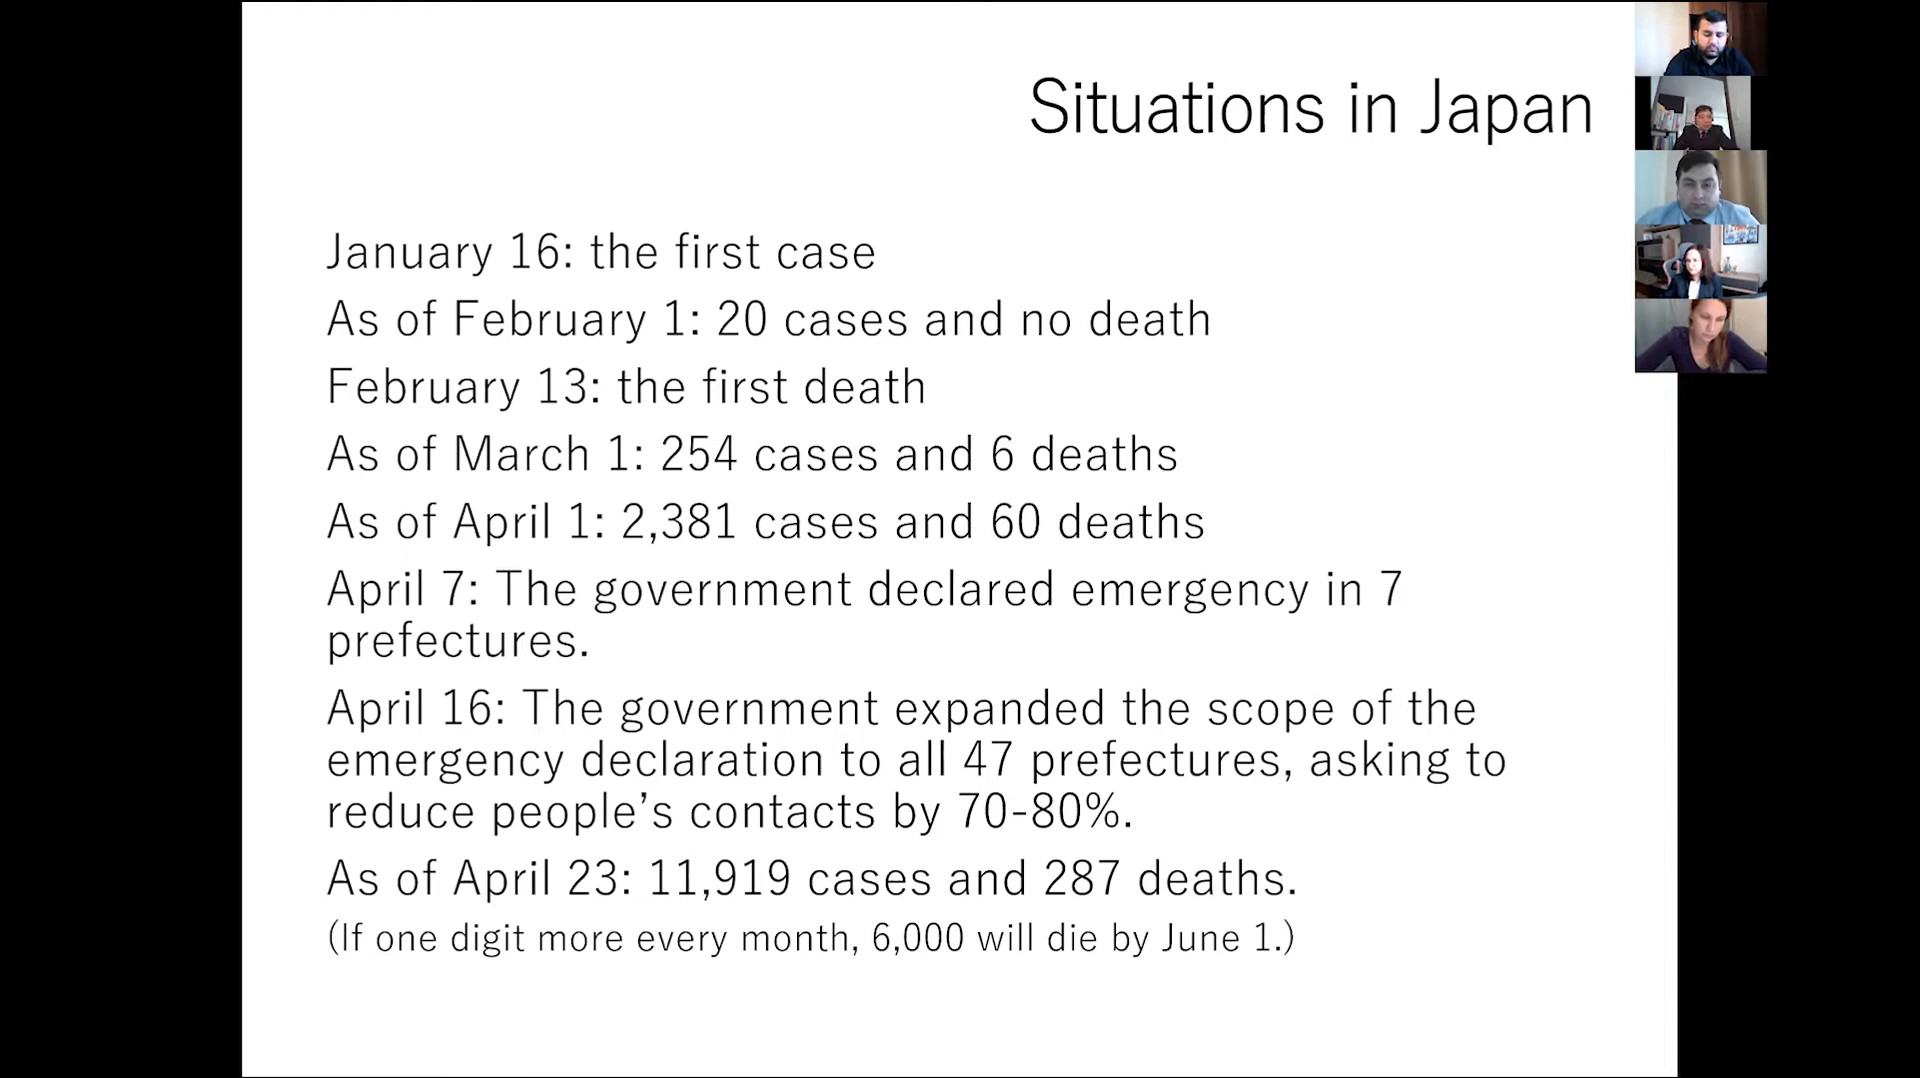 Situations in Japan
January 16: the first case
As of February 1: 20 cases and no death
February 13: the first death
As of March 1: 254 cases and 6 deaths
As of April 1: 2,381 cases and 60 deaths
April 7: The government declared emergency in 7
prefectures.
April 16: The government expanded the scope of the
emergency declaration to all 47 prefectures, asking to
reduce people’s contacts by 70-80%.
As of April 23: 11,919 cases and 287 deaths.
(If one digit more every month, 6,000 will die by June 1.)